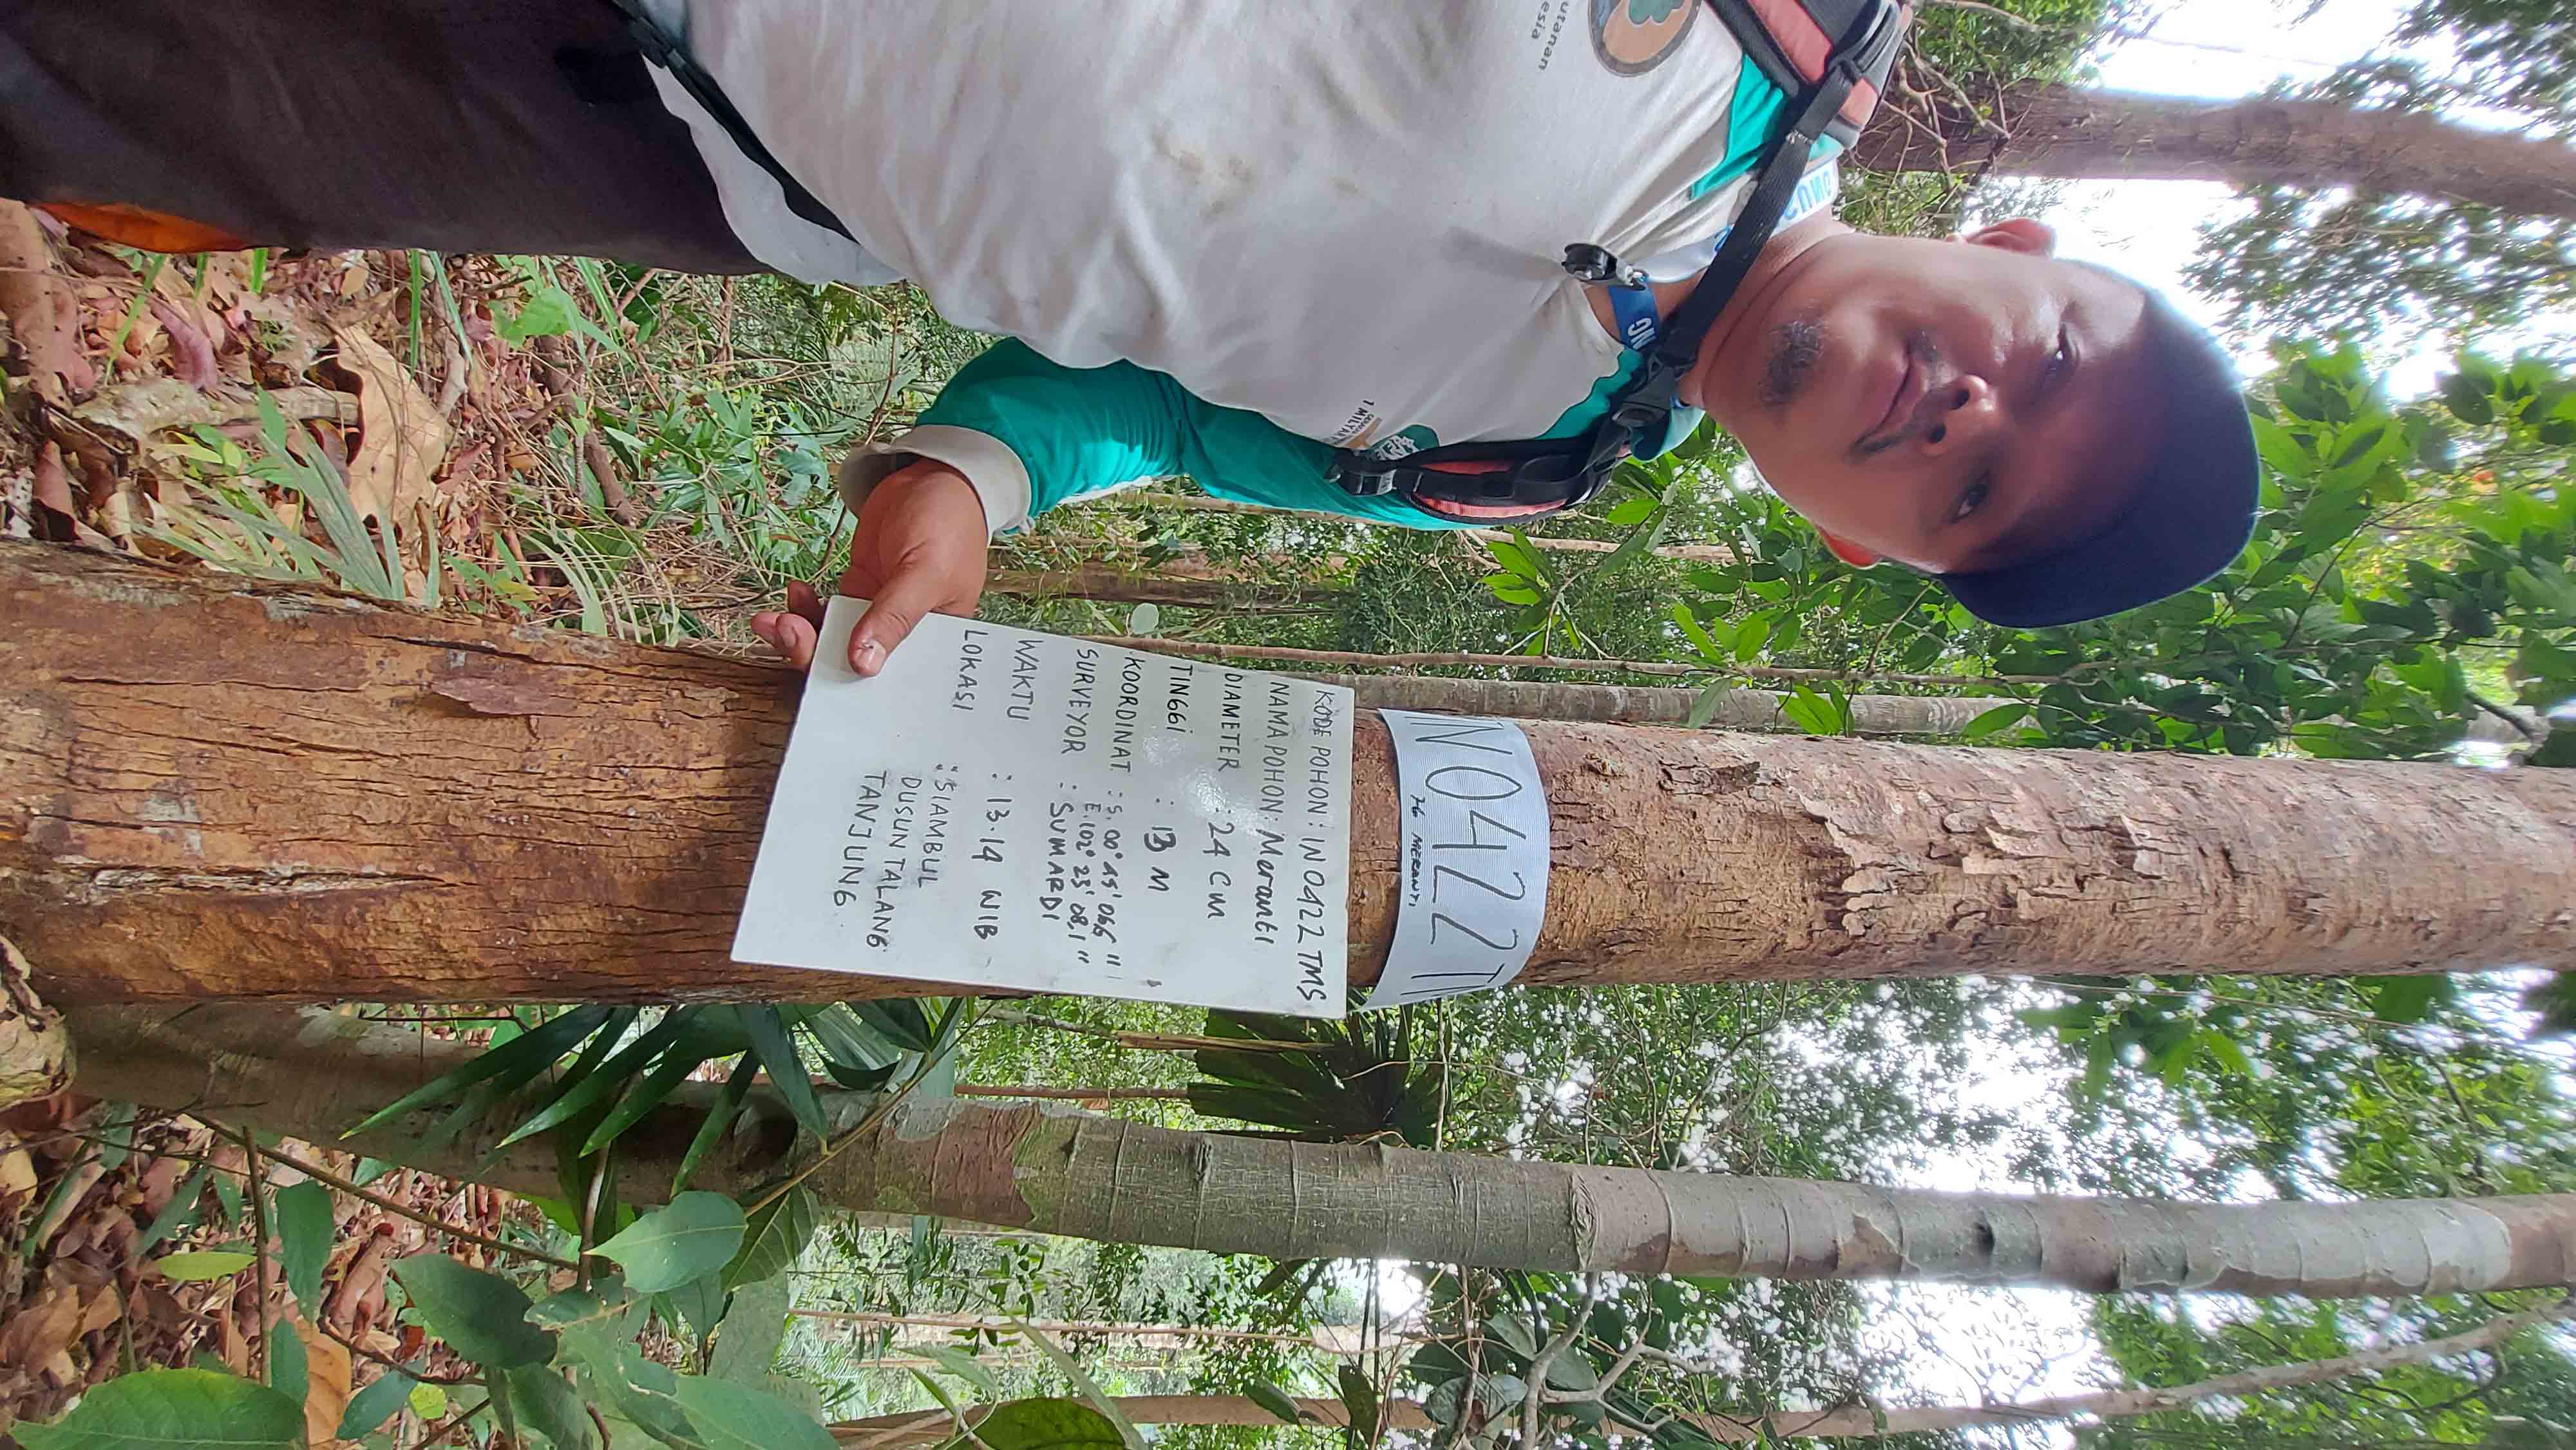 IN0422T
76 MERANTI
KODE POHON : IN0422 TMS
NAMA POHON : Meranti
DIAMETER : 24 CM
TINGGI : 13 M
KOORDINAT : S. 00° 45' 06,6 "
E. 102° 23' 08,1 "
SURVEYOR : SUMARDI
WAKTU : 13.14 WIB
LOKASI : SIAMBUL
DUSUN TALANG
TANJUNG
utanan
esia
1 MILYAR